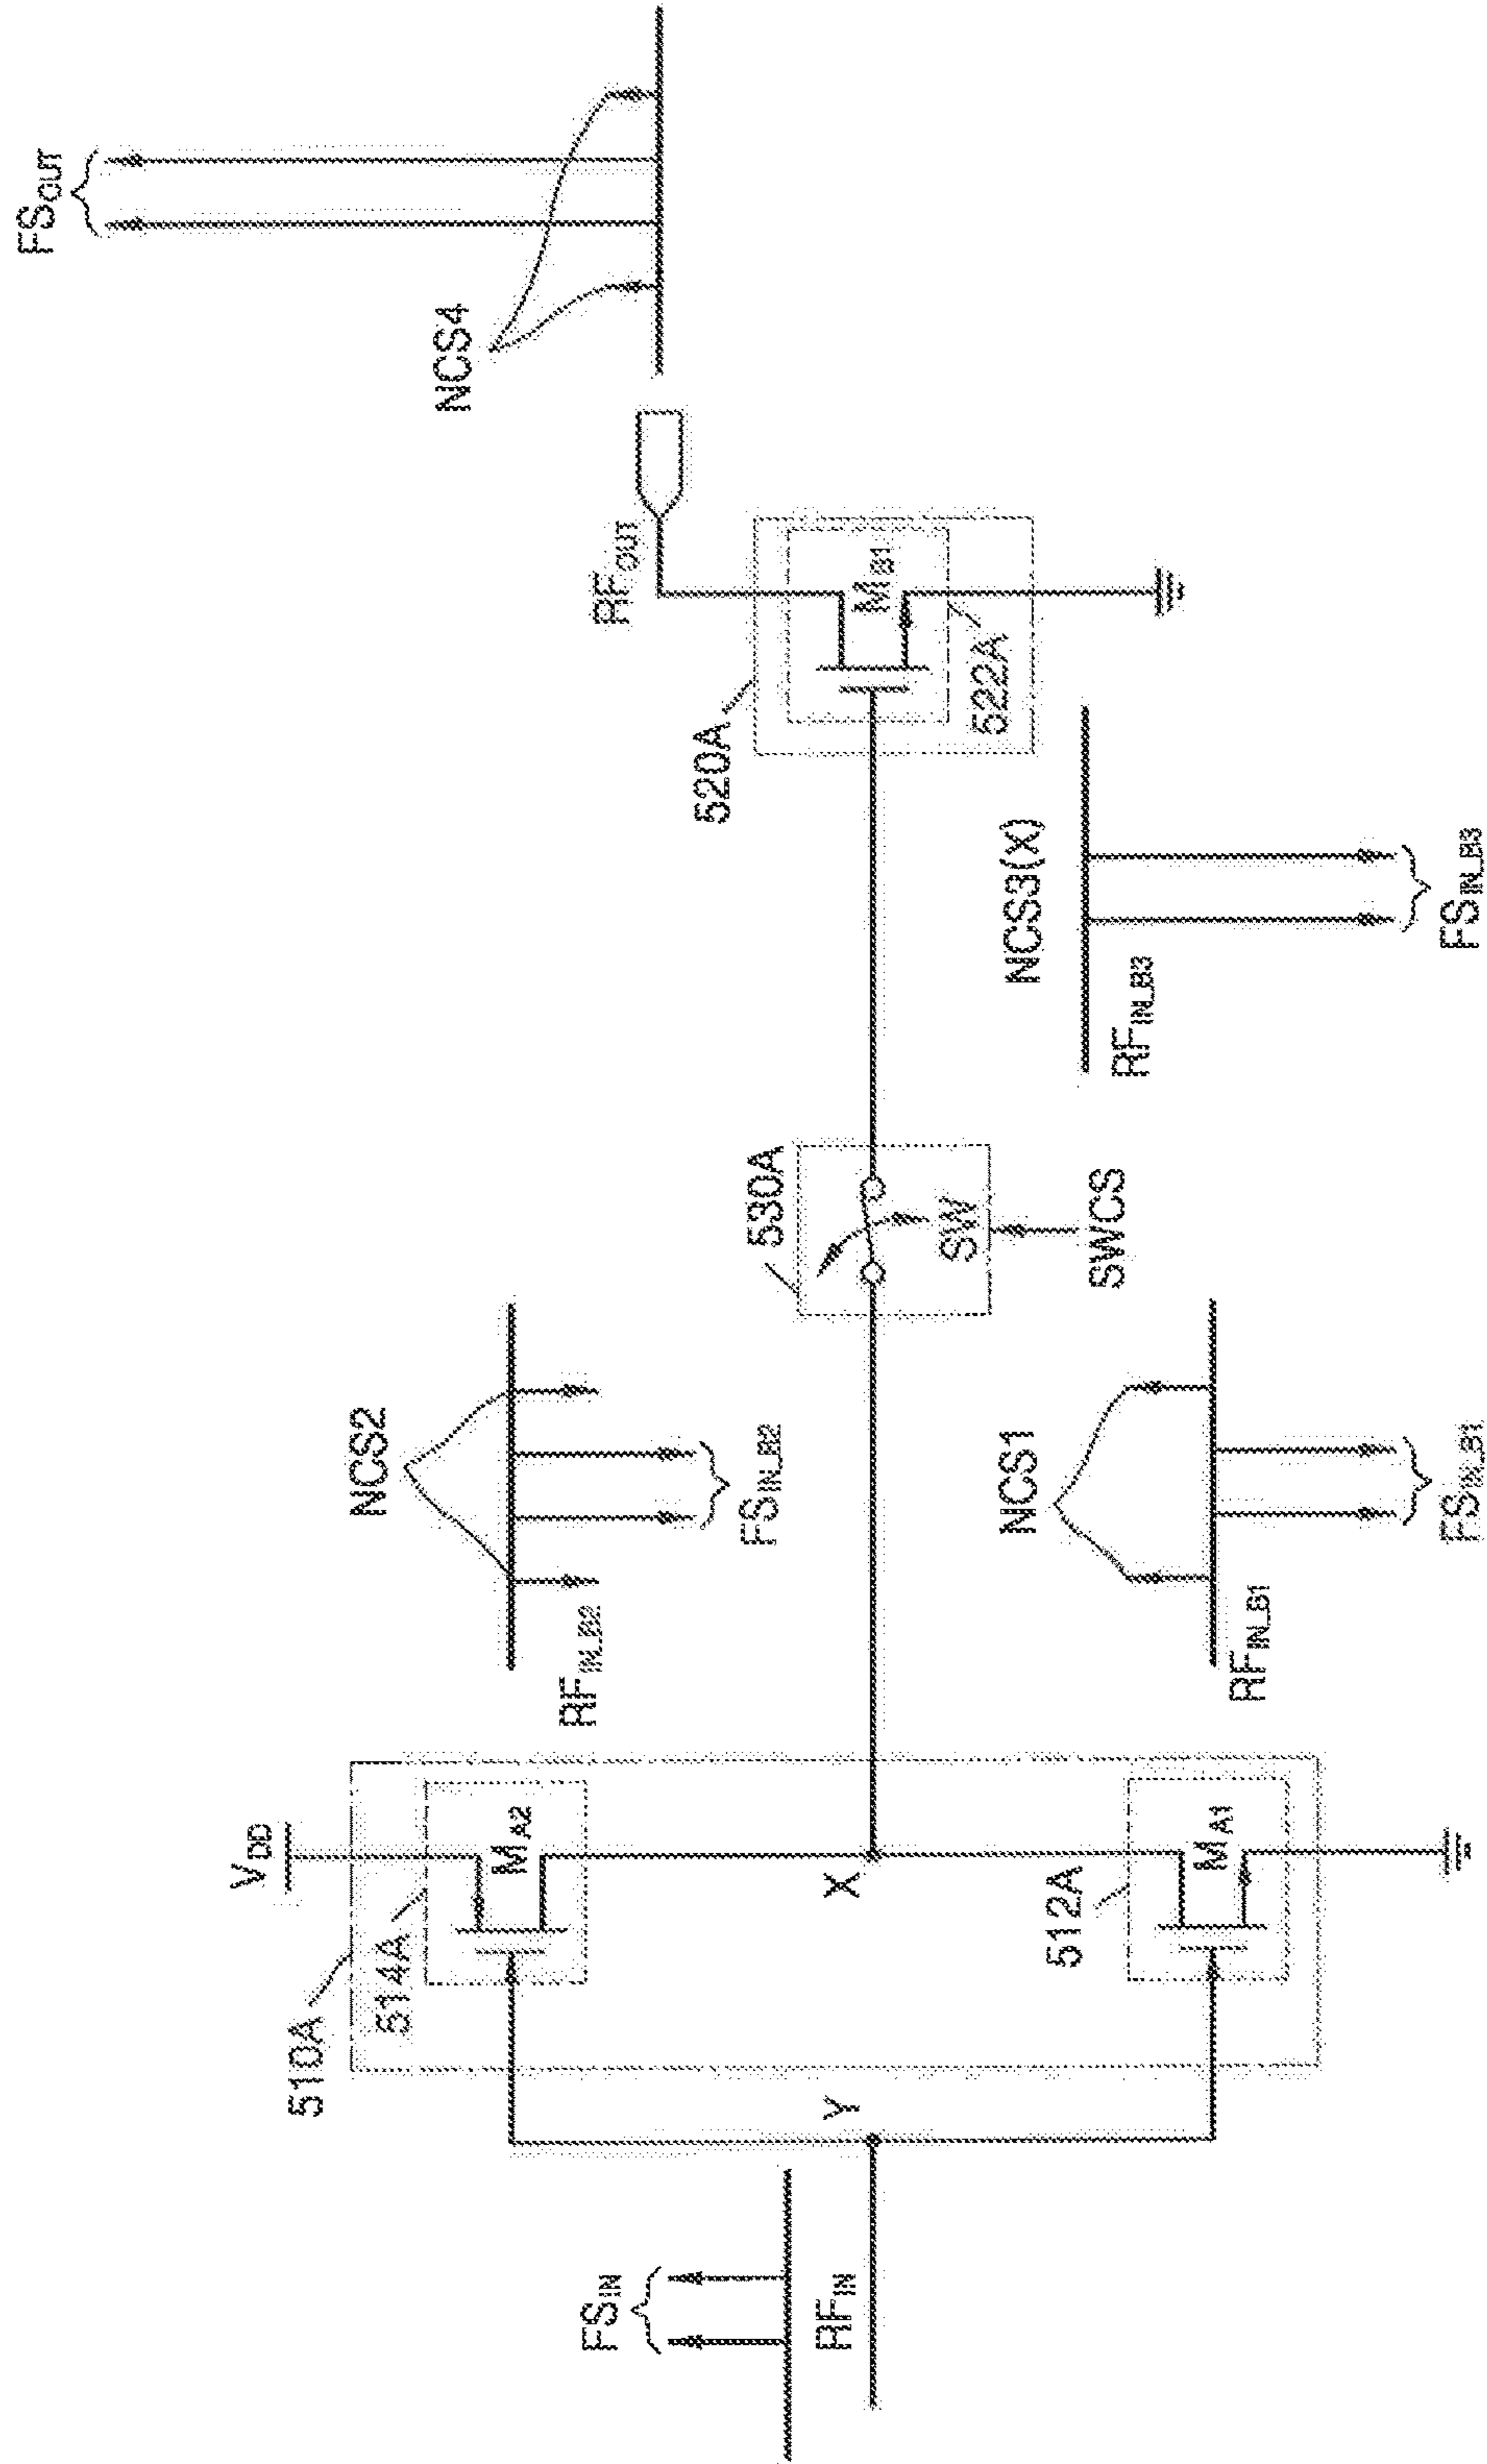 FS_IN
RF_IN
Y
510A
514A
V_DD
M_A2
X
512A
M_A1
NCS2
RF_IN_B2
FS_IN_B2
NCS1
RF_IN_B1
FS_IN_B1
530A
SW
SWCS
NCS3(X)
RF_IN_B3
FS_IN_B3
520A
M_B1
522A
RF_OUT
NCS4
FS_OUT